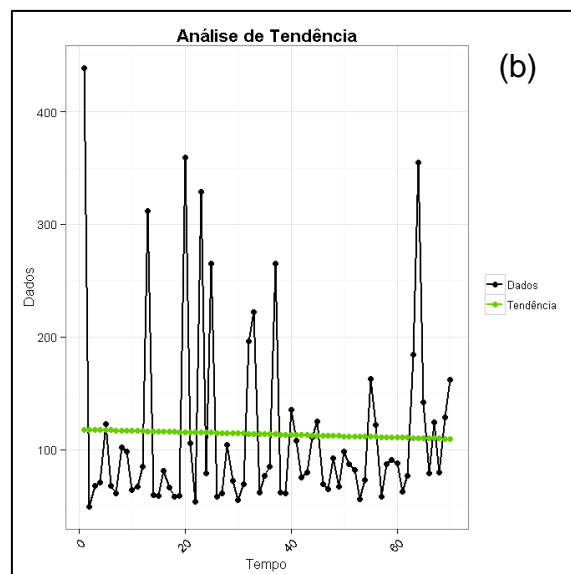 Análise de Tendência
(b)
400
300
200
100
Dados
0
20
40
60
Tempo
Dados
Tendência